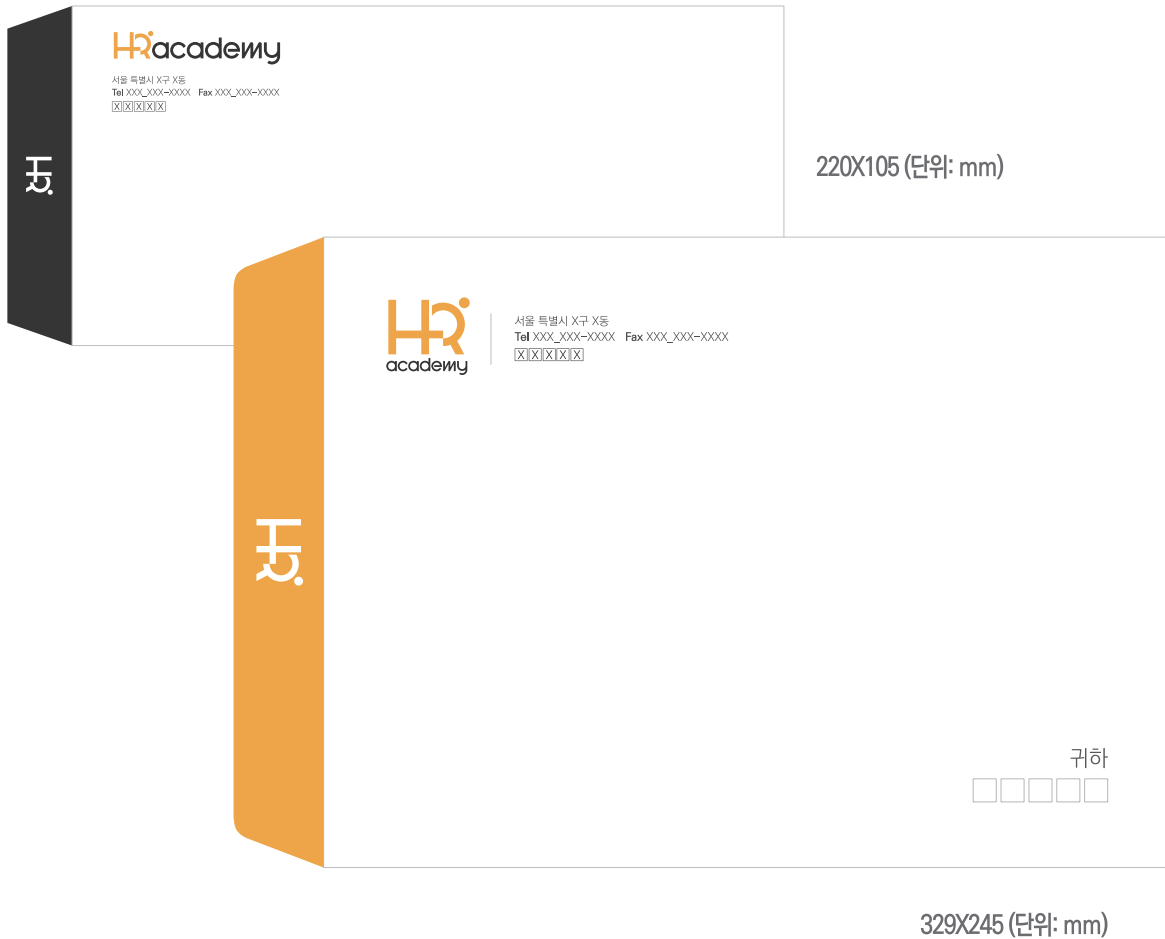 HRacademy
서울 특별시 X구 X동
Tel XXX_XXX-XXXX Fax XXX_XXX-XXXX
XXXXX
HR
220X105 (단위: mm)
HR
academy
서울 특별시 X구 X동
Tel XXX_XXX-XXXX Fax XXX_XXX-XXXX
XXXXX
HR
귀하
329X245 (단위: mm)